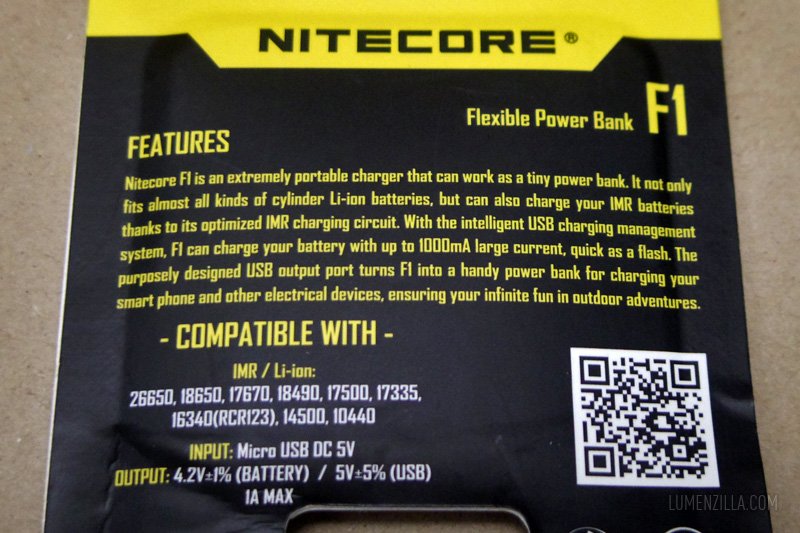 NITECORE®
Flexible Power Bank F1
FEATURES
Nitecore F1 is an extremely portable charger that can work as a tiny power bank. It not only
fits almost all kinds of cylinder Li-ion batteries, but can also charge your IMR batteries
thanks to its optimized IMR charging circuit. With the intelligent USB charging management
system, F1 can charge your battery with up to 1000mA large current, quick as a flash. The
purposely designed USB output port turns F1 into a handy power bank for charging your
smart phone and other electrical devices, ensuring your infinite fun in outdoor adventures.
- COMPATIBLE WITH -
IMR / Li-ion:
26650, 18650, 17670, 18490, 17500, 17335,
16340(RCR123), 14500, 10440
INPUT: Micro USB DC 5V
OUTPUT: 4.2V±1% (BATTERY) / 5V±5% (USB)
1A MAX
LUMENZILLA.COM